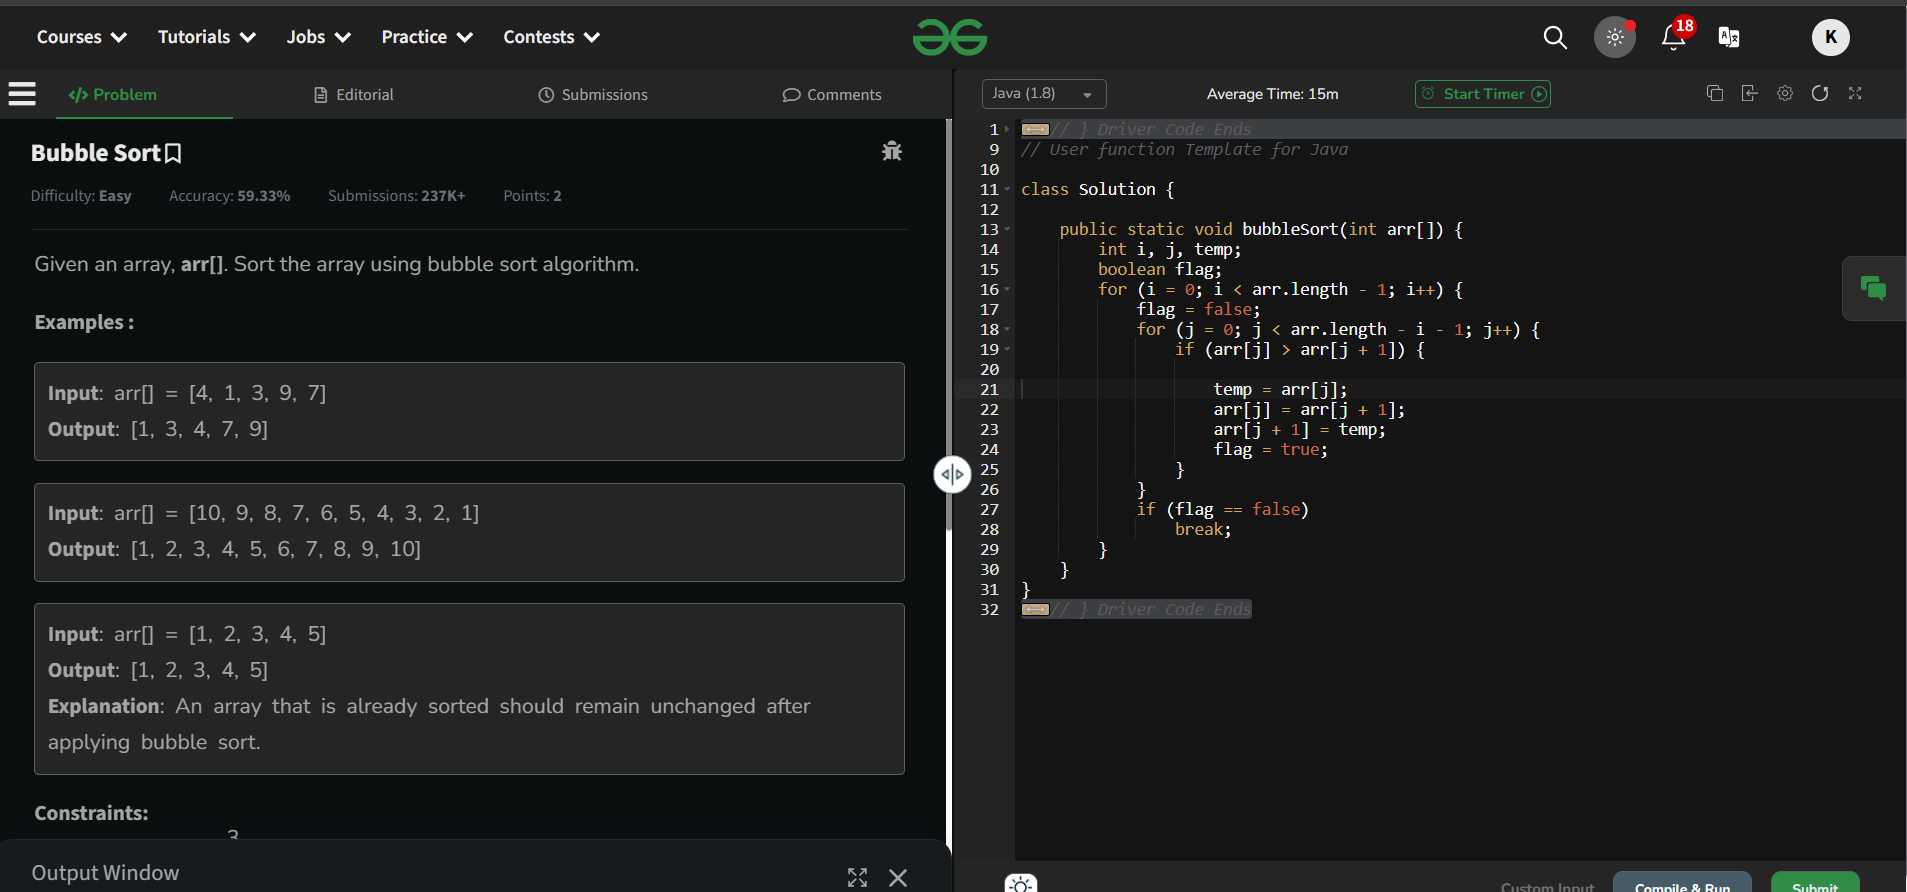 Courses Tutorials Jobs Practice Contests 18 K
</> Problem Editorial Submissions Comments
Bubble Sort
Difficulty: Easy Accuracy: 59.33% Submissions: 237K+ Points: 2
Given an array, arr[]. Sort the array using bubble sort algorithm.
Examples :
Input: arr[] = [4, 1, 3, 9, 7]
Output: [1, 3, 4, 7, 9]
Input: arr[] = [10, 9, 8, 7, 6, 5, 4, 3, 2, 1]
Output: [1, 2, 3, 4, 5, 6, 7, 8, 9, 10]
Input: arr[] = [1, 2, 3, 4, 5]
Output: [1, 2, 3, 4, 5]
Explanation: An array that is already sorted should remain unchanged after
applying bubble sort.
Constraints:
3
Output Window
Java (1.8) Average Time: 15m Start Timer
1 // } Driver Code Ends
9 // User function Template for Java
10
11 class Solution {
12
13     public static void bubbleSort(int arr[]) {
14         int i, j, temp;
15         boolean flag;
16         for (i = 0; i < arr.length - 1; i++) {
17             flag = false;
18             for (j = 0; j < arr.length - i - 1; j++) {
19                 if (arr[j] > arr[j + 1]) {
20
21                     temp = arr[j];
22                     arr[j] = arr[j + 1];
23                     arr[j + 1] = temp;
24                     flag = true;
25                 }
26             }
27             if (flag == false)
28                 break;
29         }
30     }
31 }
32 // } Driver Code Ends
Custom Input Compile & Run Submit